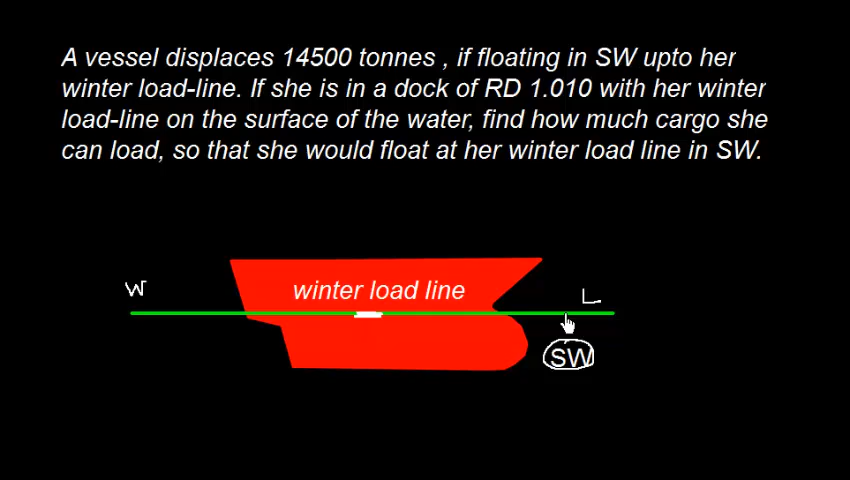 A vessel displaces 14500 tonnes , if floating in SW upto her
winter load-line. If she is in a dock of RD 1.010 with her winter
load-line on the surface of the water, find how much cargo she
can load, so that she would float at her winter load line in SW.
W
winter load line
L
SW